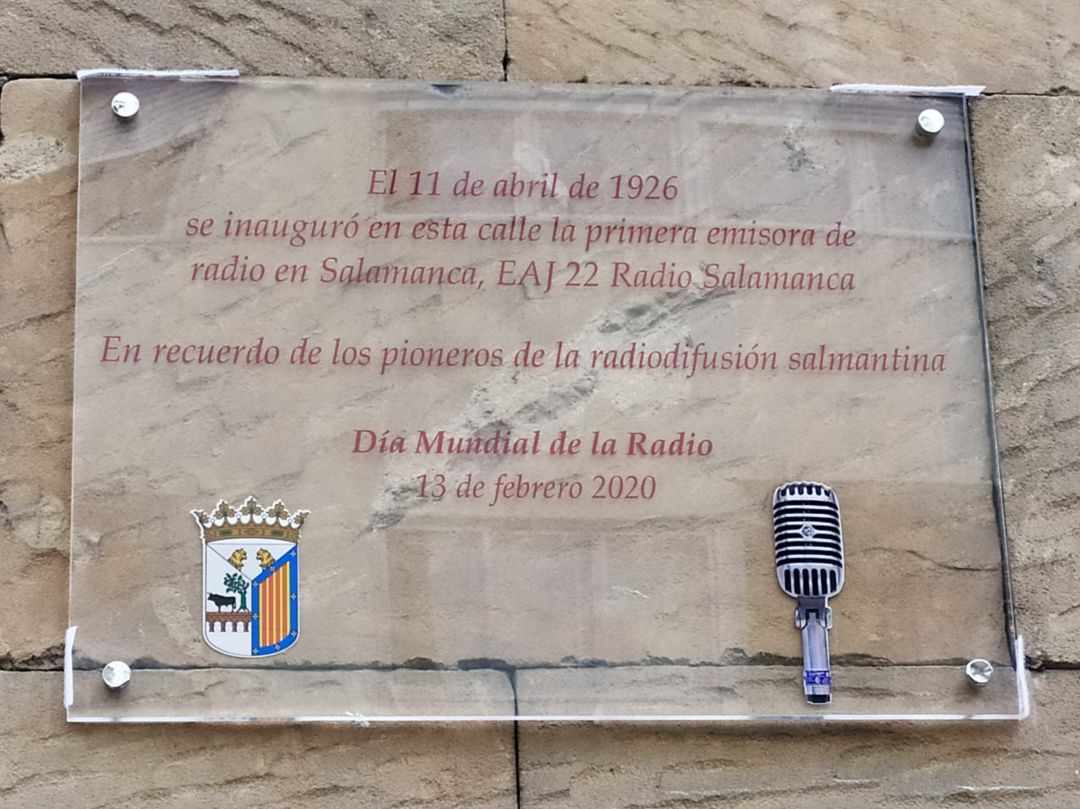 El 11 de abril de 1926
se inauguró en esta calle la primera emisora de
radio en Salamanca, EAJ 22 Radio Salamanca
En recuerdo de los pioneros de la radiodifusión salmantina
Día Mundial de la Radio
13 de febrero 2020